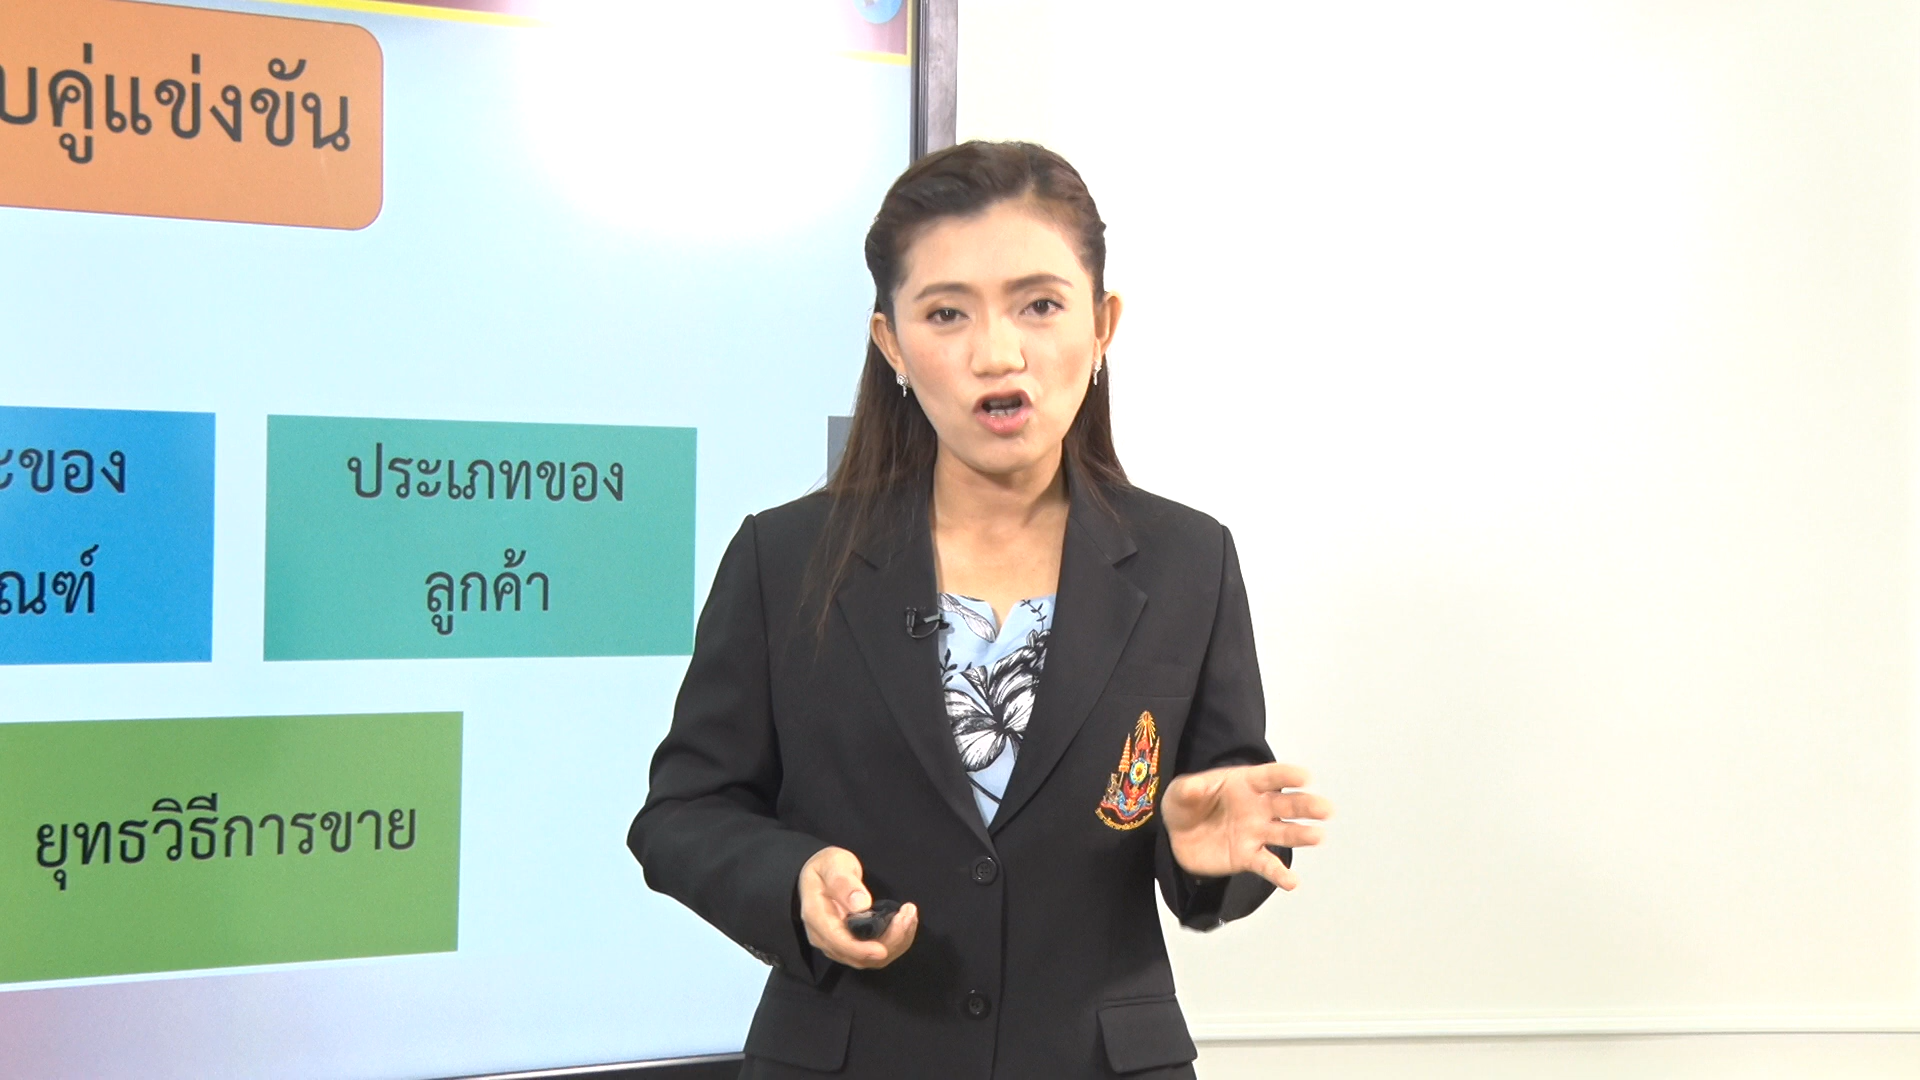 บคู่แข่งขัน
ะของ
ณฑ์
ประเภทของ
ลูกค้า
ยุทธวิธีการขาย